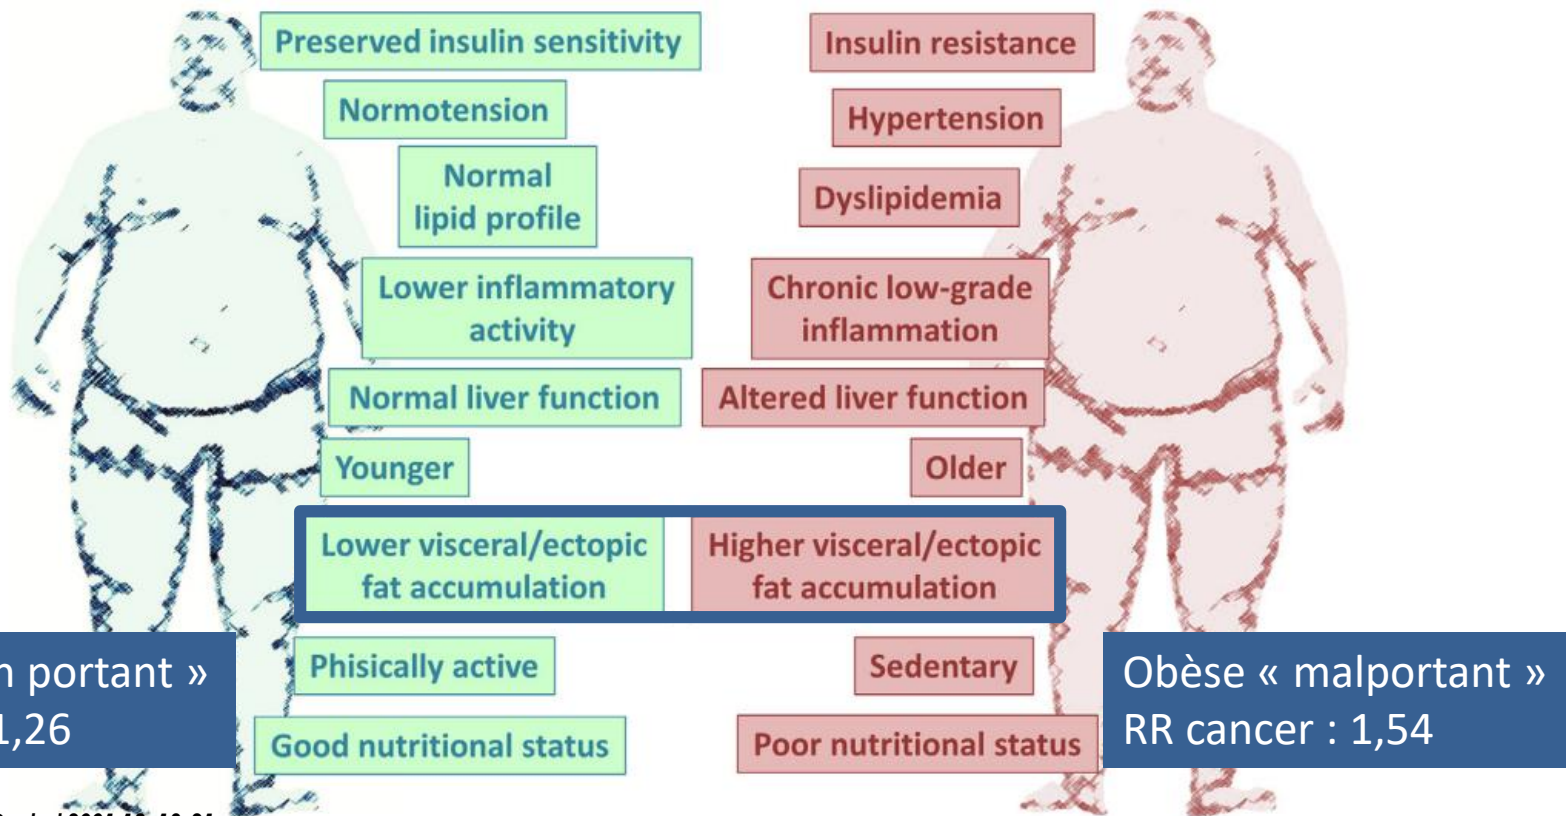 Preserved insulin sensitivity
Normotension
Normal
lipid profile
Lower inflammatory
activity
Normal liver function
Younger
Lower visceral/ectopic
fat accumulation
Phisically active
Good nutritional status
portant »
1,26
Insulin resistance
Hypertension
Dyslipidemia
Chronic low-grade
inflammation
Altered liver function
Older
Higher visceral/ectopic
fat accumulation
Sedentary
Poor nutritional status
Obèse « malportant »
RR cancer : 1,54